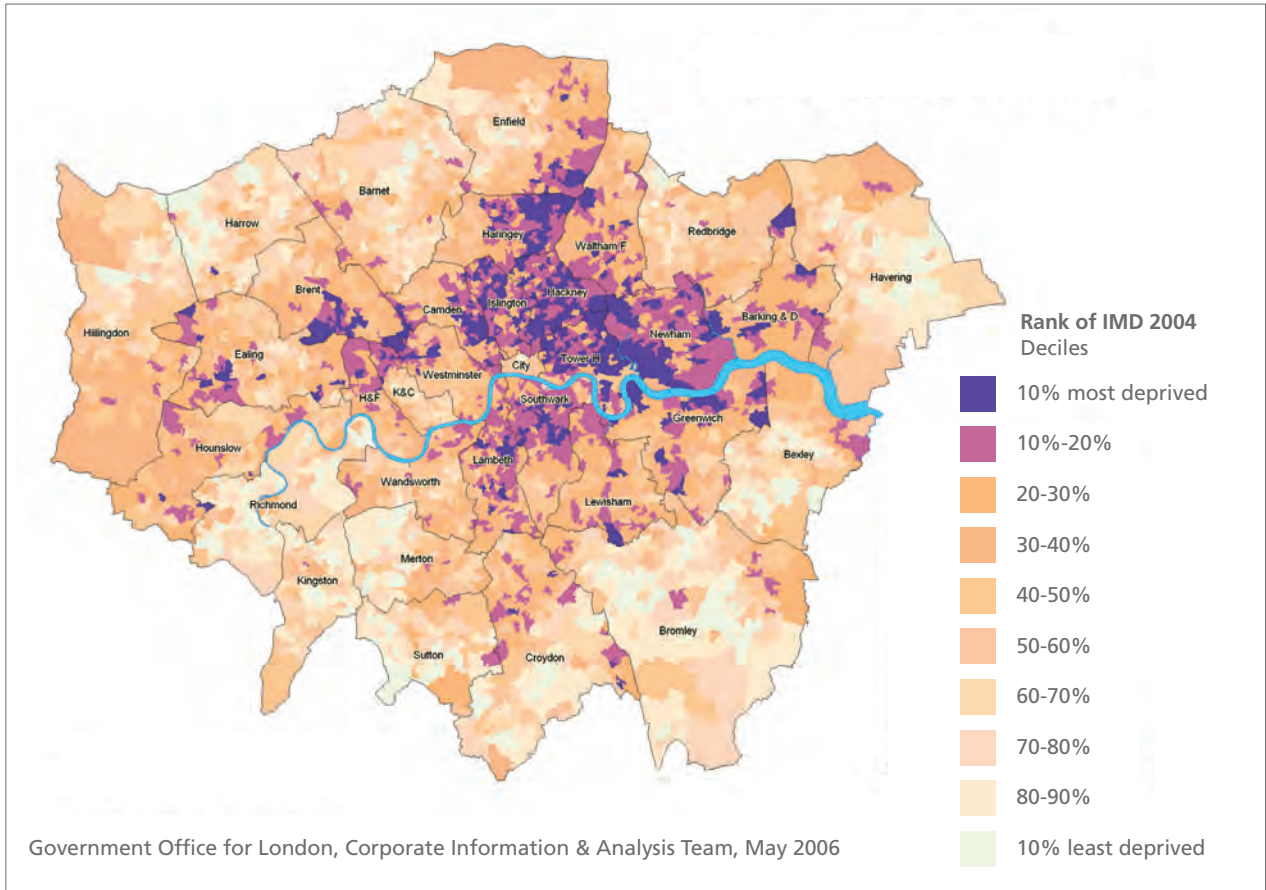 Enfield
Barnet
Harrow
Haringey
Waltham F
Redbridge
Havering
Hillingdon
Brent
Camden
Islington
Hackney
Newham
Barking & D
Ealing
Westminster
City
Tower H
H&F
K&C
Southwark
Greenwich
Hounslow
Lambeth
Bexley
Wandsworth
Richmond
Lewisham
Merton
Kingston
Bromley
Sutton
Croydon
Rank of IMD 2004
Deciles
10% most deprived
10%-20%
20-30%
30-40%
40-50%
50-60%
60-70%
70-80%
80-90%
10% least deprived
Government Office for London, Corporate Information & Analysis Team, May 2006